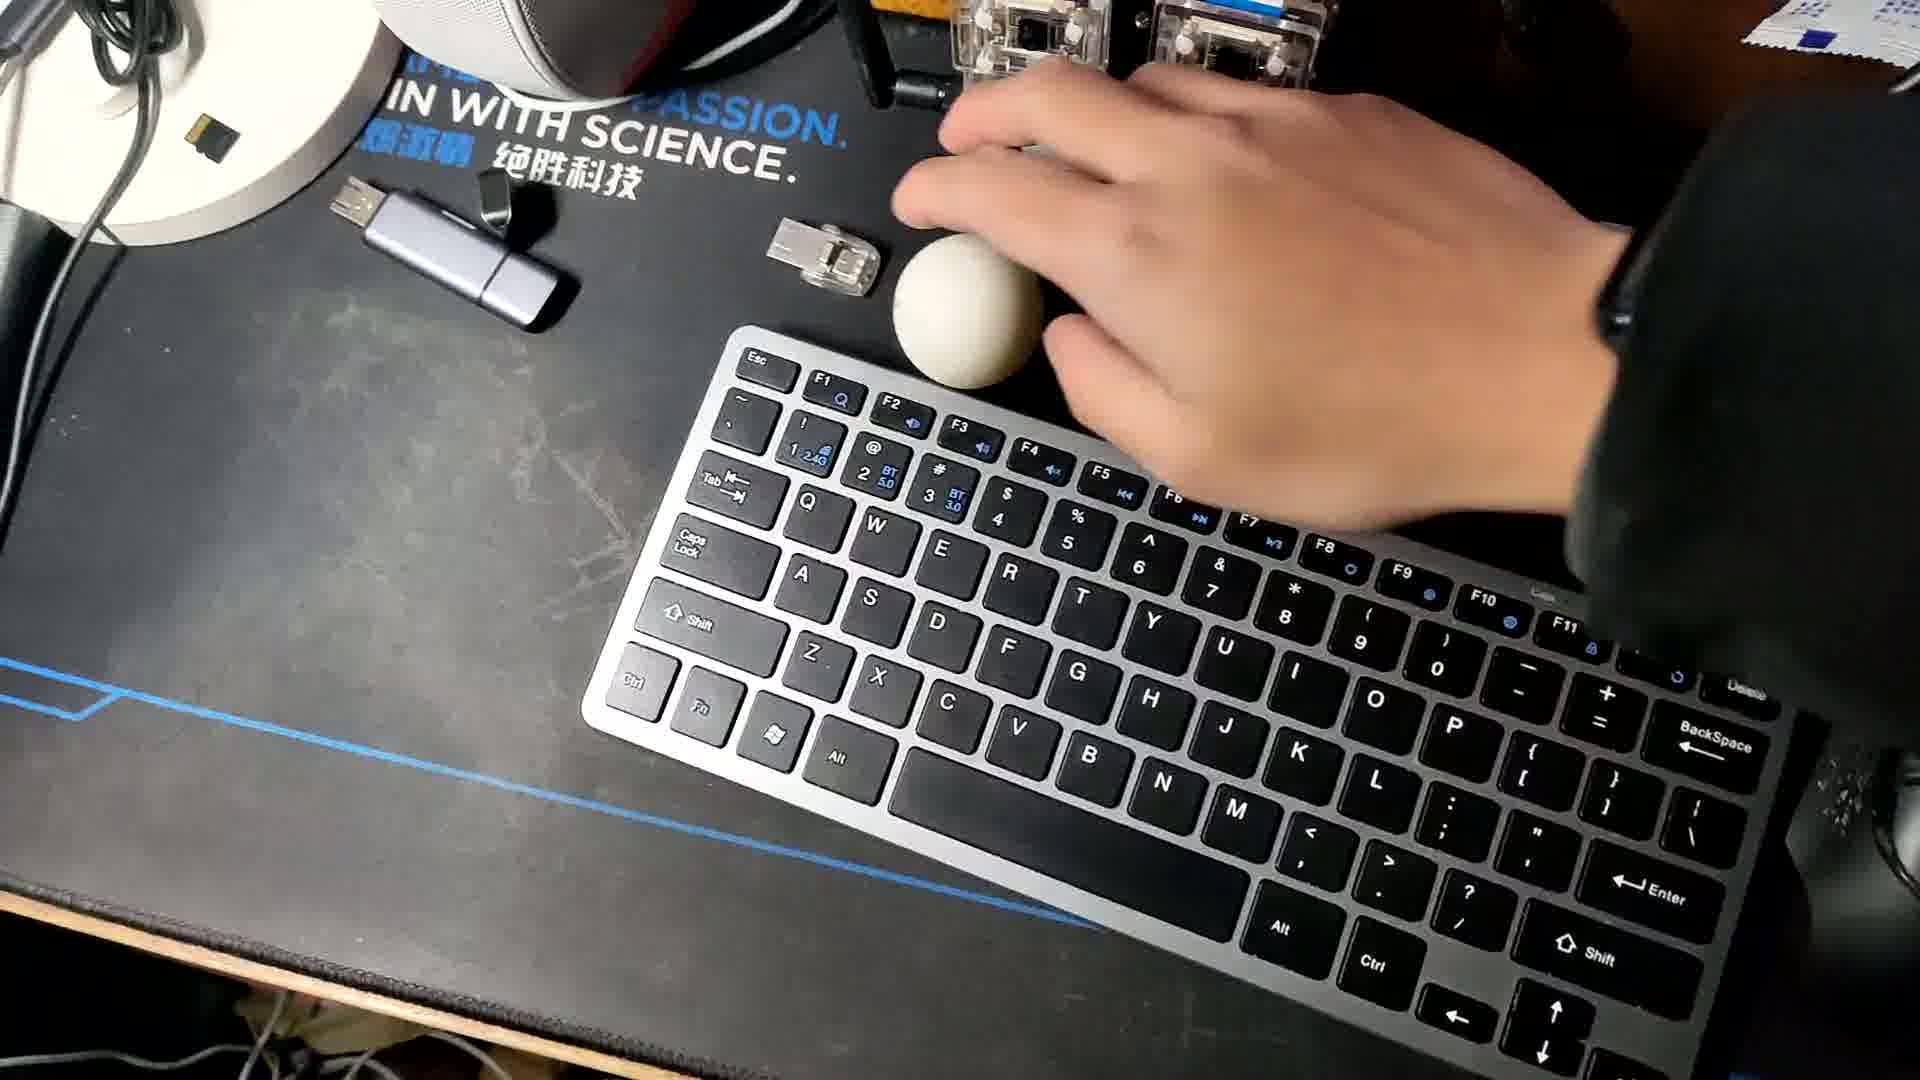 PASSION.
IN WITH SCIENCE.
绝胜科技
Esc F1 F2 F3 F4 F5 F6 F7 F8 F9 F10 F11 Delete
~ `
! 1 2.4G @ 2 BT 5.0 # 3 BT 3.0 $ 4 % 5 ^ 6 & 7 * 8 ( 9 ) 0 — - + = BackSpace
Tab Q W E R T Y U I O P { [ } ] | \
Caps Lock A S D F G H J K L : ; " ' Enter
Shift Z X C V B N M < , > . ? / Shift
Ctrl Fn Alt Alt Ctrl